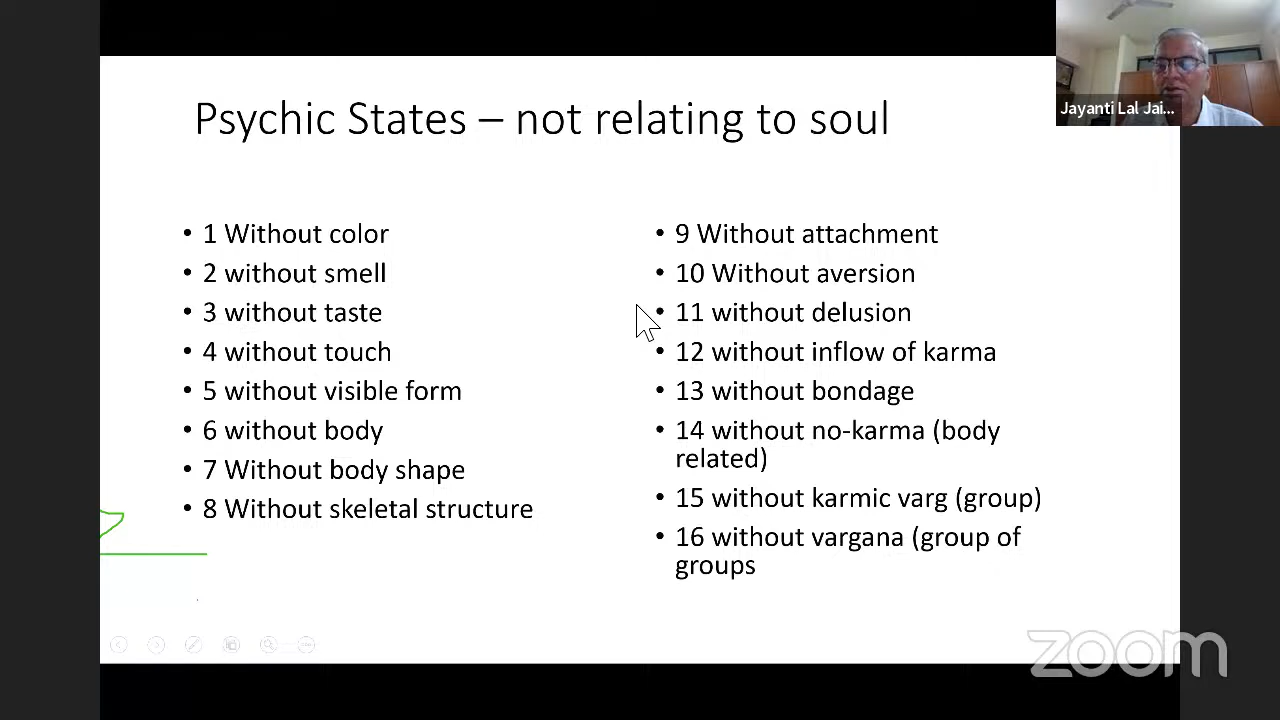 Psychic States – not relating to soul
Jayanti Lal Jai...
• 1 Without color
• 2 without smell
• 3 without taste
• 4 without touch
• 5 without visible form
• 6 without body
• 7 Without body shape
• 8 Without skeletal structure
• 9 Without attachment
• 10 Without aversion
• 11 without delusion
• 12 without inflow of karma
• 13 without bondage
• 14 without no-karma (body
related)
• 15 without karmic varg (group)
• 16 without vargana (group of
groups
zoom